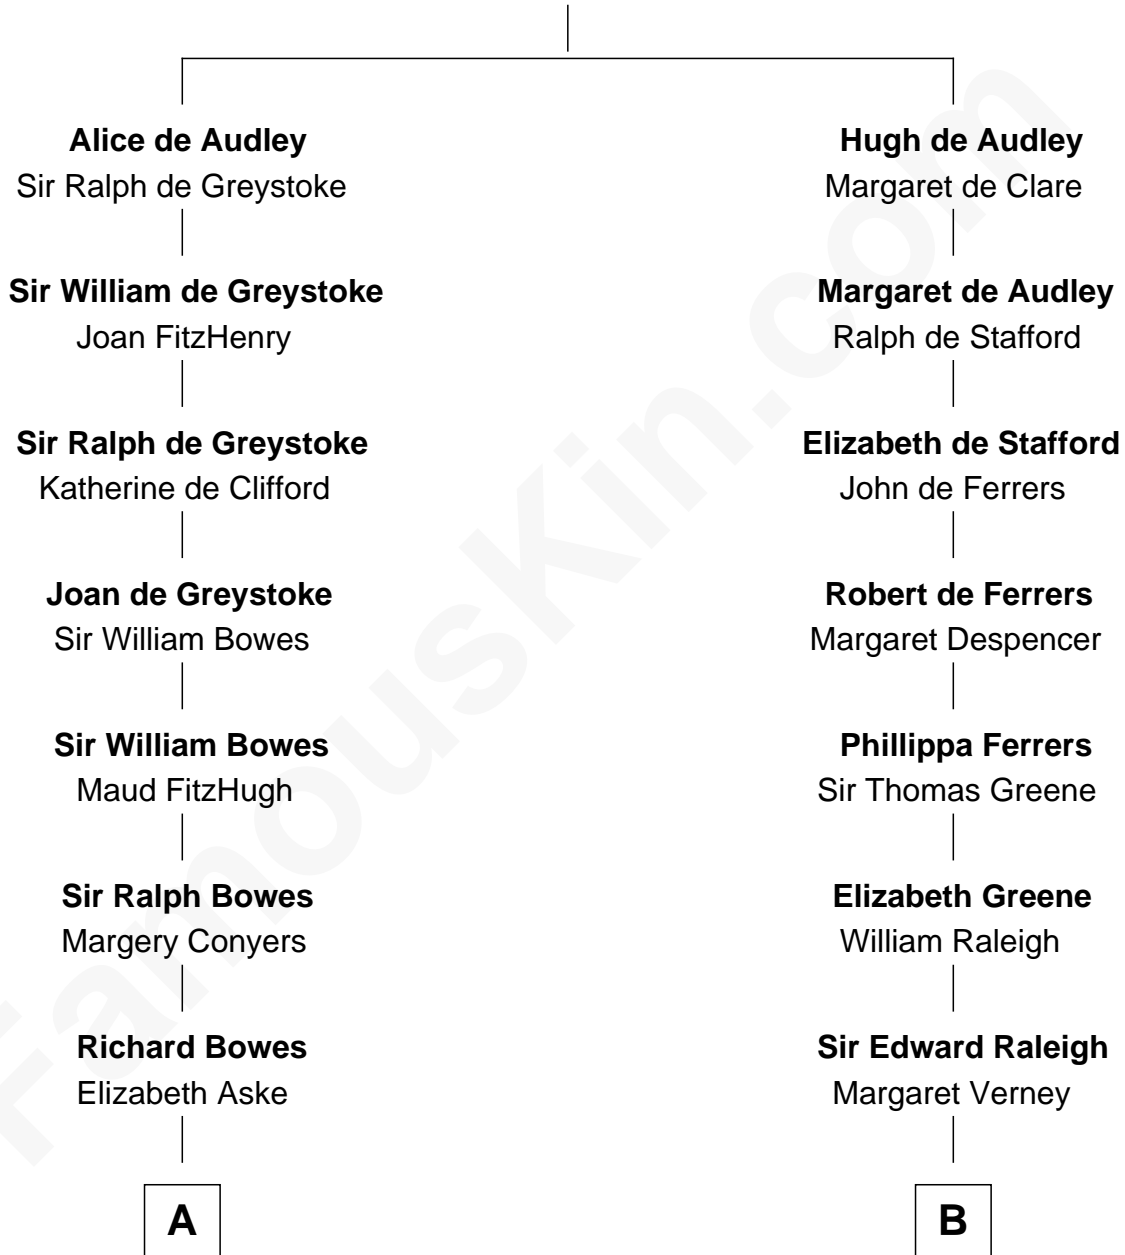 Alice de Audley
Sir Ralph de Greystoke
Sir William de Greystoke
Joan FitzHenry
Sir Ralph de Greystoke
Katherine de Clifford
Joan de Greystoke
Sir William Bowes
Sir William Bowes
Maud FitzHugh
Sir Ralph Bowes
Margery Conyers
Richard Bowes
Elizabeth Aske
A
Hugh de Audley
Margaret de Clare
Margaret de Audley
Ralph de Stafford
Elizabeth de Stafford
John de Ferrers
Robert de Ferrers
Margaret Despencer
Phillippa Ferrers
Sir Thomas Greene
Elizabeth Greene
William Raleigh
Sir Edward Raleigh
Margaret Verney
B
FamousKin.com